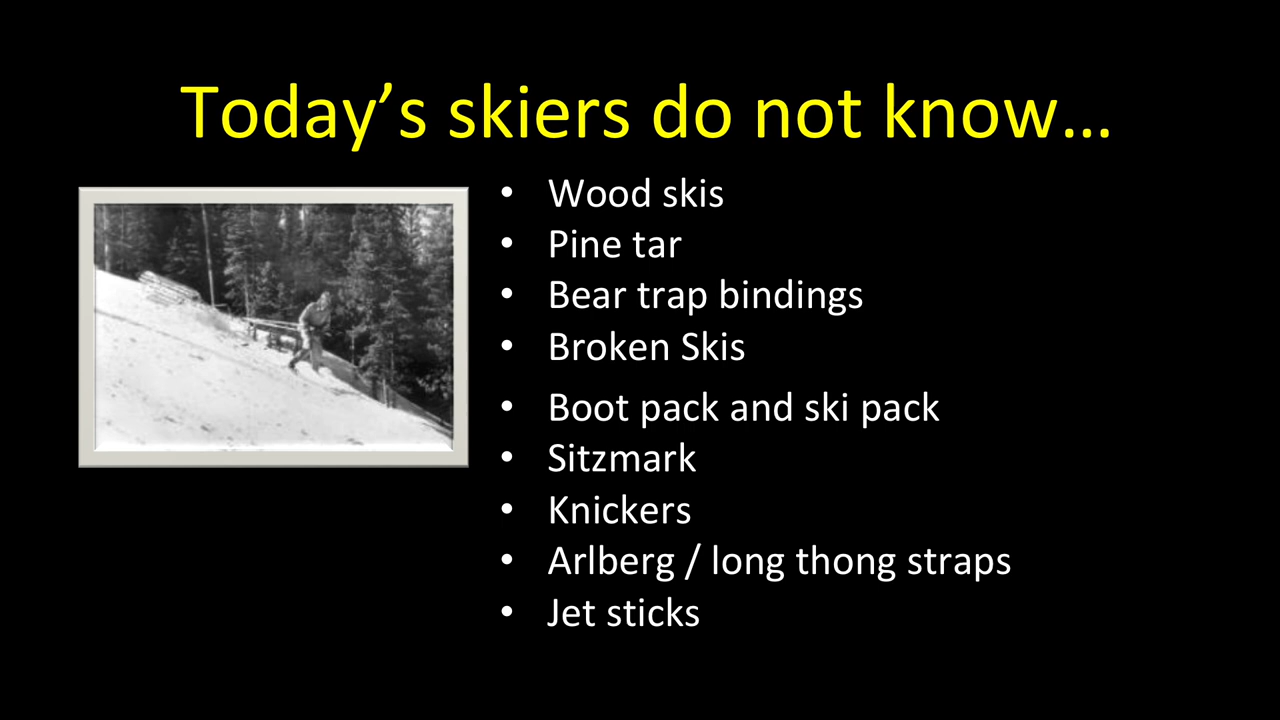 Today’s skiers do not know…
• Wood skis
• Pine tar
• Bear trap bindings
• Broken Skis
• Boot pack and ski pack
• Sitzmark
• Knickers
• Arlberg / long thong straps
• Jet sticks